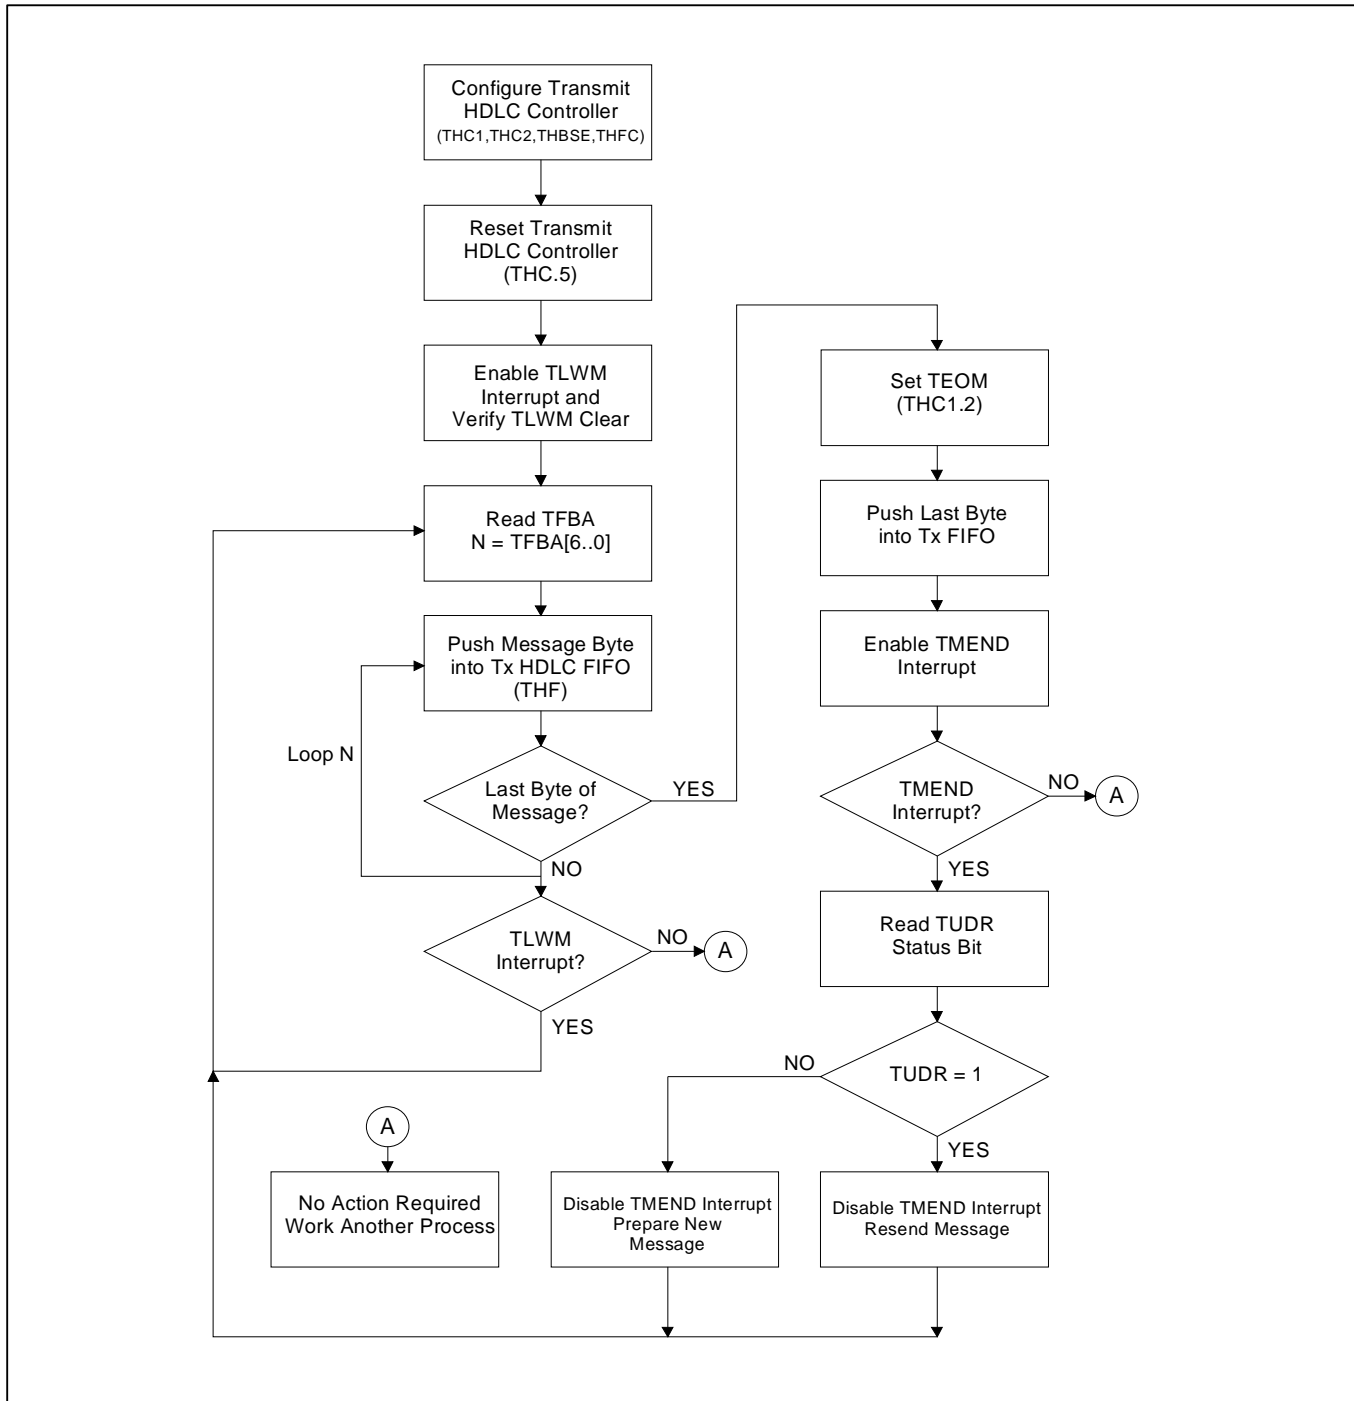 Configure Transmit
HDLC Controller
(THC1,THC2,THBSE,THFC)
Reset Transmit
HDLC Controller
(THC.5)
Enable TLWM
Interrupt and
Verify TLWM Clear
Read TFBA
N = TFBA[6..0]
Push Message Byte
into Tx HDLC FIFO
(THF)
Loop N
Last Byte of
Message?
YES
NO
TLWM
Interrupt?
NO
A
YES
A
No Action Required
Work Another Process
Set TEOM
(THC1.2)
Push Last Byte
into Tx FIFO
Enable TMEND
Interrupt
TMEND
Interrupt?
NO
A
YES
Read TUDR
Status Bit
TUDR = 1
NO
YES
Disable TMEND Interrupt
Prepare New
Message
Disable TMEND Interrupt
Resend Message